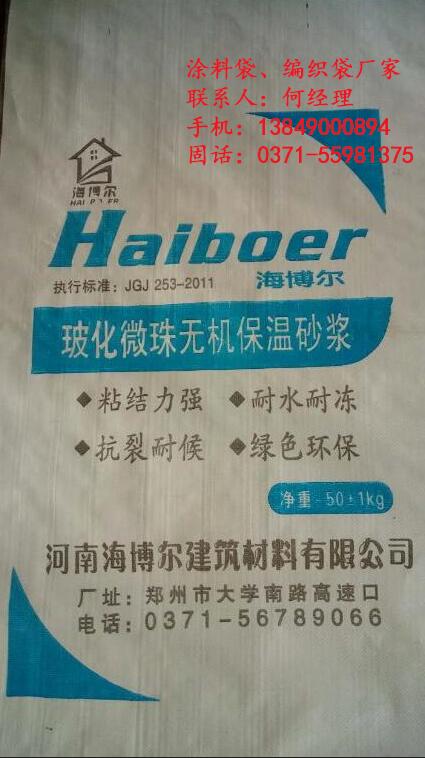 涂料袋、编织袋厂家
联系人：何经理
手机：13849000894
固话：0371-55981375
海博尔
HAI BO ER
Haiboer
海博尔
执行标准：JGJ 253-2011
玻化微珠无机保温砂浆
◆粘结力强 ◆耐水耐冻
◆抗裂耐候 ◆绿色环保
净重-50±1kg
河南海博尔建筑材料有限公司
厂址：郑州市大学南路高速口
电话：0371-56789066